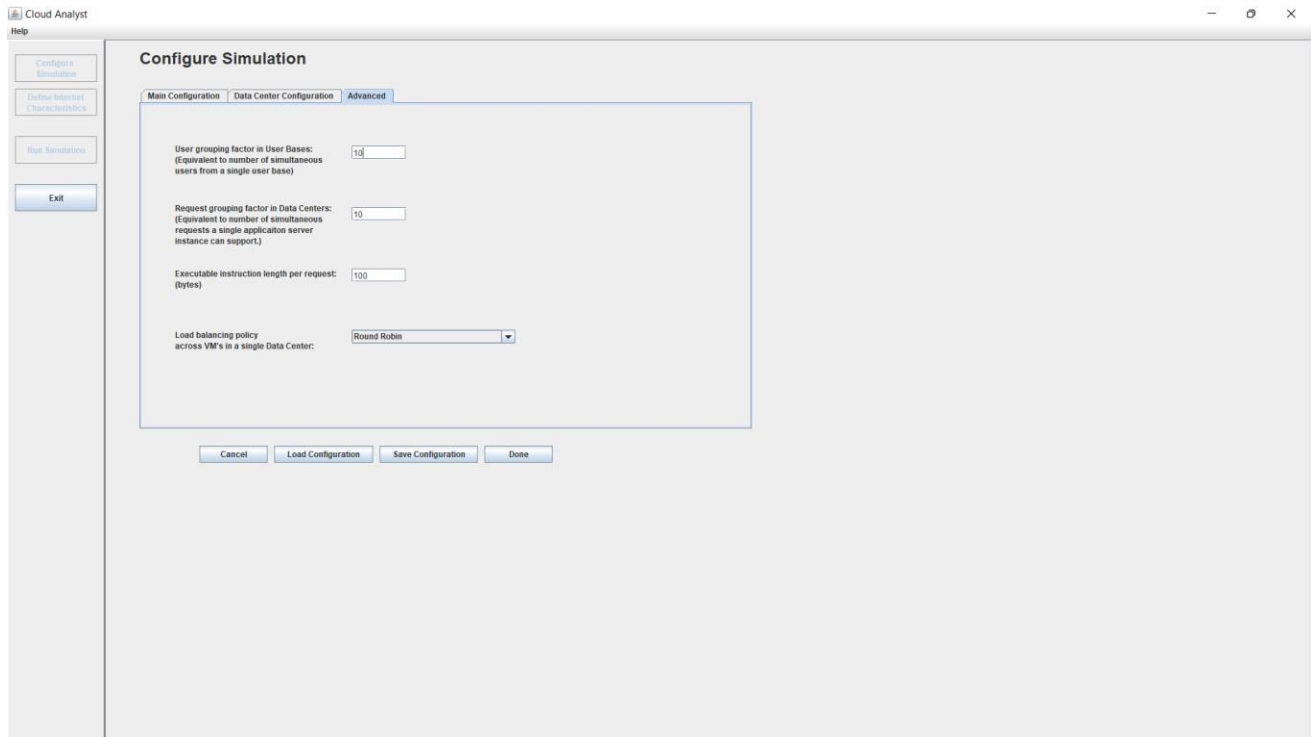 Cloud Analyst
Help
Configure
Simulation
Define Internet
Characteristics
Run Simulation
Exit
Configure Simulation
Main Configuration Data Center Configuration Advanced
User grouping factor in User Bases:
(Equivalent to number of simultaneous
users from a single user base)
10
Request grouping factor in Data Centers:
(Equivalent to number of simultaneous
requests a single applicaiton server
instance can support.)
10
Executable instruction length per request:
(bytes)
100
Load balancing policy
across VM's in a single Data Center:
Round Robin
Cancel Load Configuration Save Configuration Done